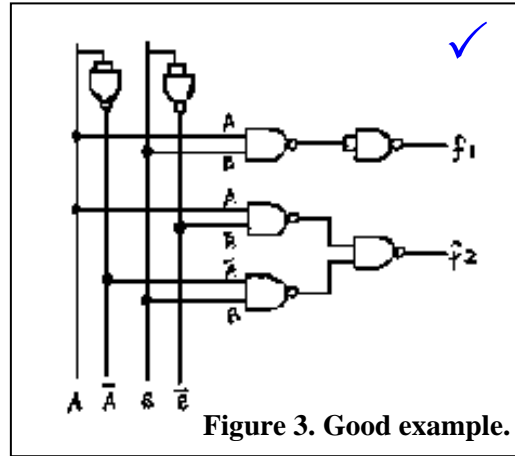 A
B
f1
A
B̅
f2
A̅
B
A A̅ B B̅
Figure 3. Good example.